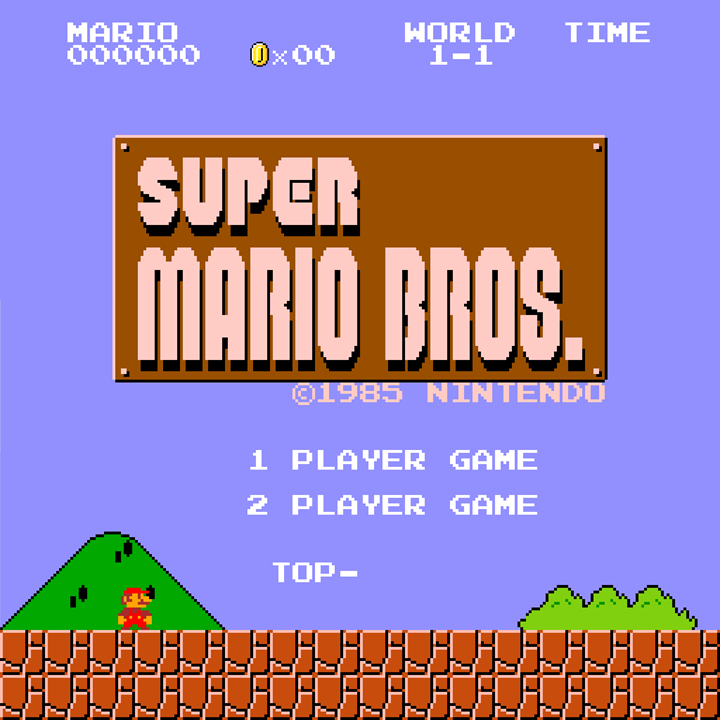 MARIO WORLD TIME
000000 x00 1-1
SUPER
MARIO BROS.
©1985 NINTENDO
1 PLAYER GAME
2 PLAYER GAME
TOP-